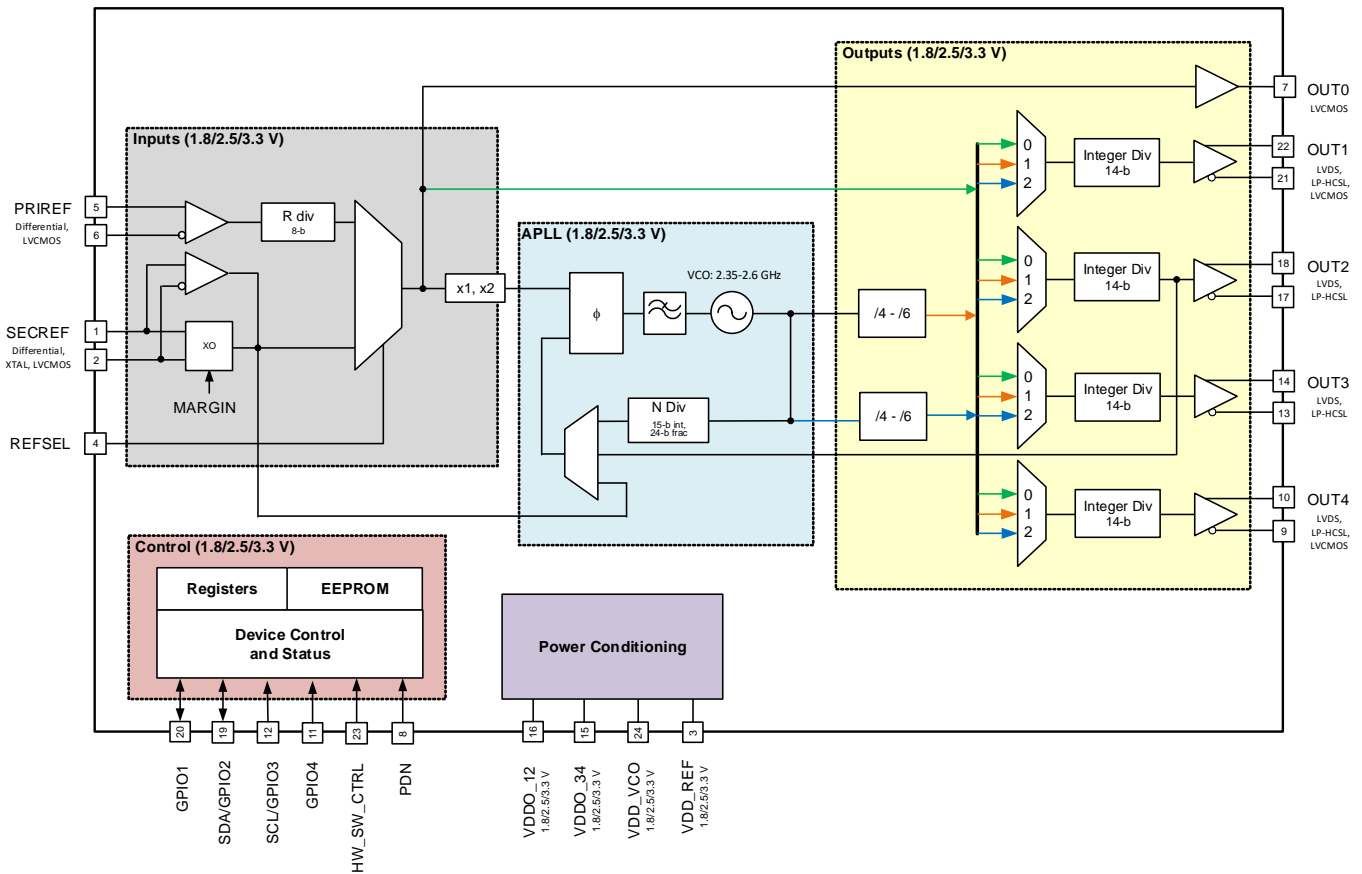 Outputs (1.8/2.5/3.3 V)
7
OUT0
LVCMOS
Inputs (1.8/2.5/3.3 V)
0
1
2
Integer Div
14-b
22
21
OUT1
LVDS,
LP-HCSL,
LVCMOS
PRIREF
Differential,
LVCMOS
5
6
R div
8-b
APLL (1.8/2.5/3.3 V)
x1, x2
ϕ
VCO: 2.35-2.6 GHz
/4 - /6
0
1
2
Integer Div
14-b
18
17
OUT2
LVDS,
LP-HCSL
SECREF
Differential,
XTAL, LVCMOS
1
2
XO
MARGIN
REFSEL
4
N Div
15-b int,
24-b frac
/4 - /6
0
1
2
Integer Div
14-b
14
13
OUT3
LVDS,
LP-HCSL
0
1
2
Integer Div
14-b
10
9
OUT4
LVDS,
LP-HCSL,
LVCMOS
Control (1.8/2.5/3.3 V)
Registers
EEPROM
Device Control
and Status
Power Conditioning
20
19
12
11
23
8
16
15
24
3
GPIO1
SDA/GPIO2
SCL/GPIO3
GPIO4
HW_SW_CTRL
PDN
VDDO_12
1.8/2.5/3.3 V
VDDO_34
1.8/2.5/3.3 V
VDD_VCO
1.8/2.5/3.3 V
VDD_REF
1.8/2.5/3.3 V